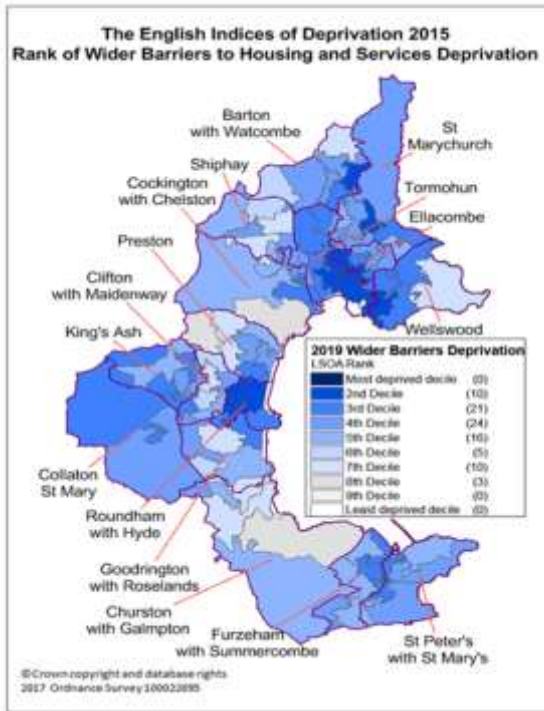 The English Indices of Deprivation 2015
Rank of Wider Barriers to Housing and Services Deprivation
Barton
with Watcombe
St
Marychurch
Shiphay
Cockington
with Chelston
Tormohun
Ellacombe
Preston
Clifton
with Maidenway
King's Ash
Wellswood
2019 Wider Barriers Deprivation
LSOA Rank
Most deprived decile (0)
2nd Decile (10)
3rd Decile (21)
4th Decile (24)
5th Decile (16)
6th Decile (5)
7th Decile (10)
8th Decile (3)
9th Decile (0)
Least deprived decile (0)
Collaton
St Mary
Roundham
with Hyde
Goodrington
with Roselands
Churston
with Galmpton
Furzeham
with Summercombe
St Peter's
with St Mary's
©Crown copyright and database rights
2017 Ordnance Survey 100022695